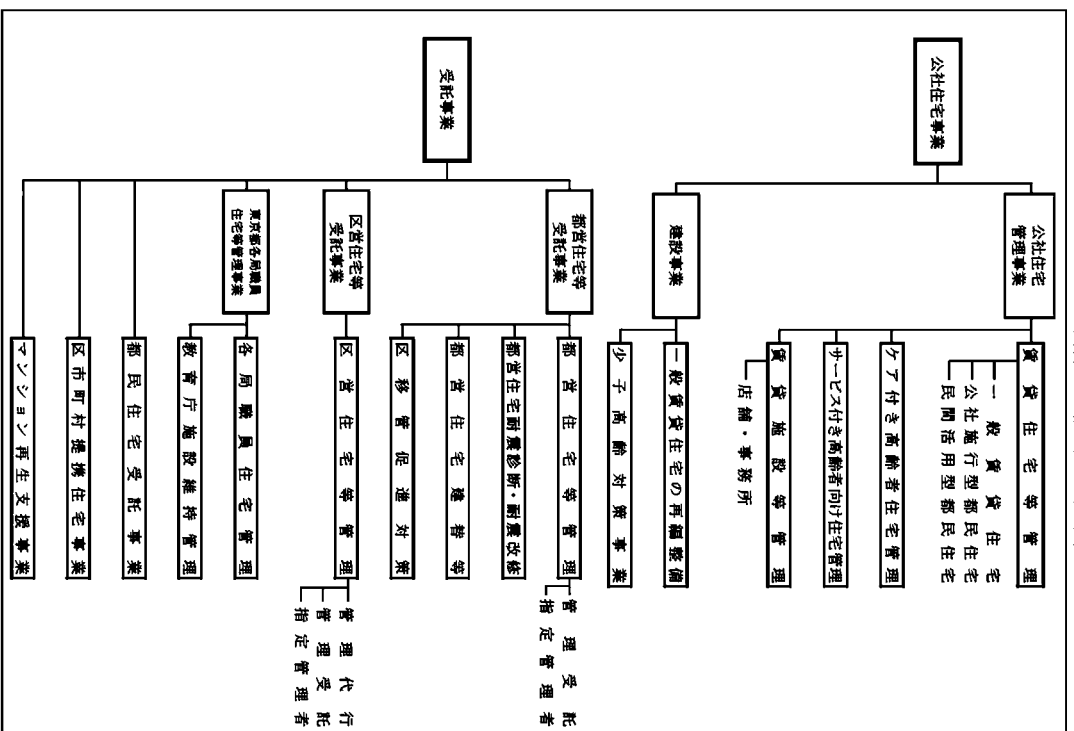 公社住宅事業
公社住宅
管理事業
賃貸住宅等管理
一般賃貸住宅
公社施行型都民住宅
民間活用型都民住宅
ケア付き高齢者住宅管理
サービス付き高齢者向け住宅管理
賃貸施設等管理
店舗・事務所
建設事業
一般賃貸住宅の再編整備
少子高齢対策事業
受託事業
都営住宅等
受託事業
都営住宅等管理
管理受託
指定管理者
都営住宅耐震診断・耐震改修
都営住宅建替等
区移管促進対策
区営住宅等
受託事業
区営住宅等管理
管理代行
管理受託
指定管理者
東京都各局職員
住宅等管理事業
各局職員住宅管理
教育庁施設維持管理
都民住宅受託事業
区市町村提携住宅事業
マンション再生支援事業